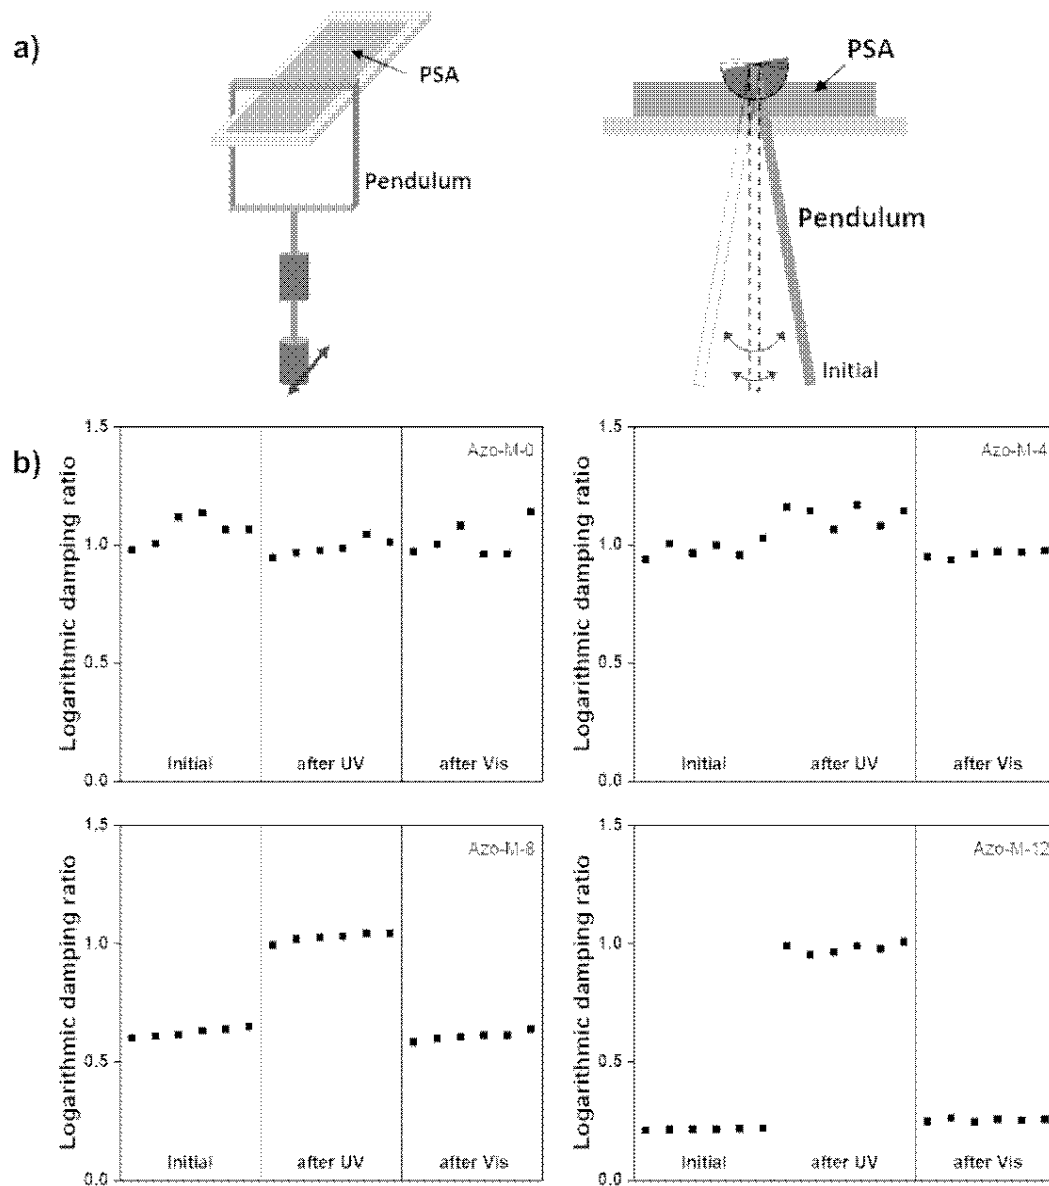 a)
PSA
Pendulum
PSA
Pendulum
Initial
b)
Logarithmic damping ratio
1.5
1.0
0.5
0.0
Azo-M-0
Initial
after UV
after Vis
Logarithmic damping ratio
1.5
1.0
0.5
0.0
Azo-M-4
Initial
after UV
after Vis
Logarithmic damping ratio
1.5
1.0
0.5
0.0
Azo-M-8
Initial
after UV
after Vis
Logarithmic damping ratio
1.5
1.0
0.5
0.0
Azo-M-12
Initial
after UV
after Vis